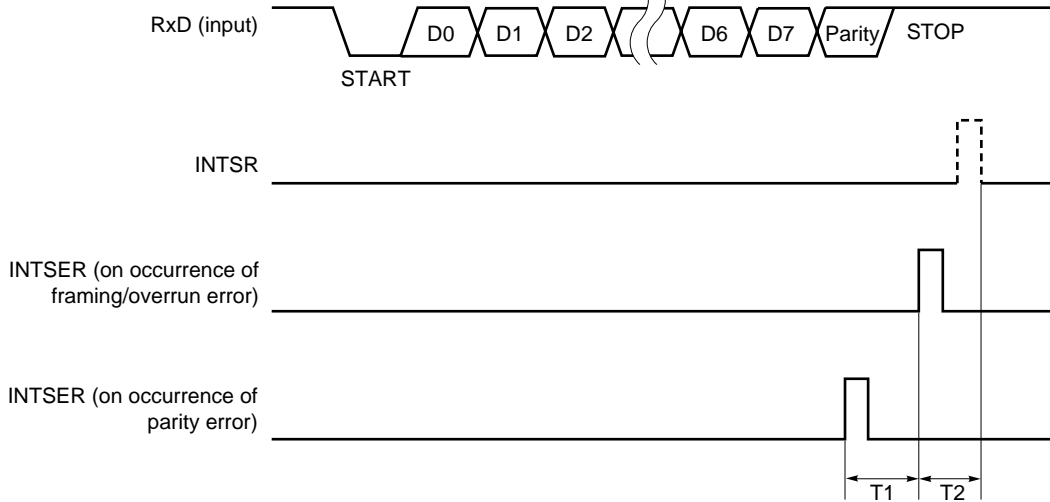 RxD (input)
D0 D1 D2 D6 D7 Parity STOP
START
INTSR
INTSER (on occurrence of
framing/overrun error)
INTSER (on occurrence of
parity error)
T1 T2